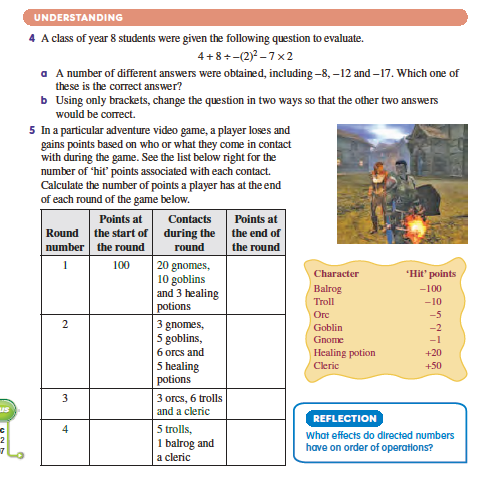 UNDERSTANDING
4 A class of year 8 students were given the following question to evaluate.
4 + 8 ÷ –(2)² – 7 × 2
a A number of different answers were obtained, including –8, –12 and –17. Which one of
these is the correct answer?
b Using only brackets, change the question in two ways so that the other two answers
would be correct.
5 In a particular adventure video game, a player loses and
gains points based on who or what they come in contact
with during the game. See the list below right for the
number of ‘hit’ points associated with each contact.
Calculate the number of points a player has at the end
of each round of the game below.
Round number Points at the start of the round Contacts during the round Points at the end of the round
1 100 20 gnomes,
10 goblins
and 3 healing
potions
2 3 gnomes,
5 goblins,
6 orcs and
5 healing
potions
3 3 orcs, 6 trolls
and a cleric
4 5 trolls,
1 balrog and
a cleric
Character ‘Hit’ points
Balrog –100
Troll –10
Orc –5
Goblin –2
Gnome –1
Healing potion +20
Cleric +50
REFLECTION
What effects do directed numbers
have on order of operations?
us
c
2
7